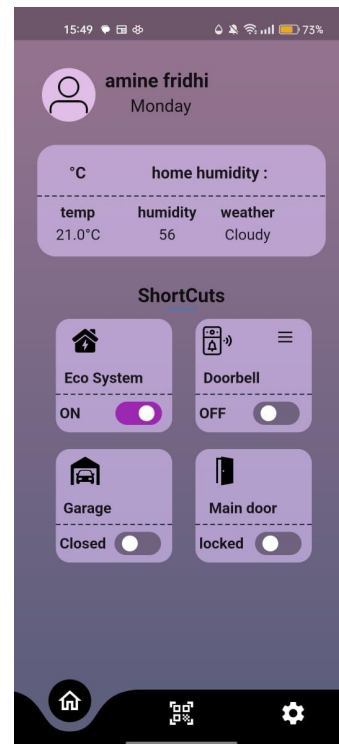 15:49 73%
amine fridhi
Monday
°C home humidity :
temp humidity weather
21.0°C 56 Cloudy
ShortCuts
Eco System Doorbell
ON OFF
Garage Main door
Closed locked